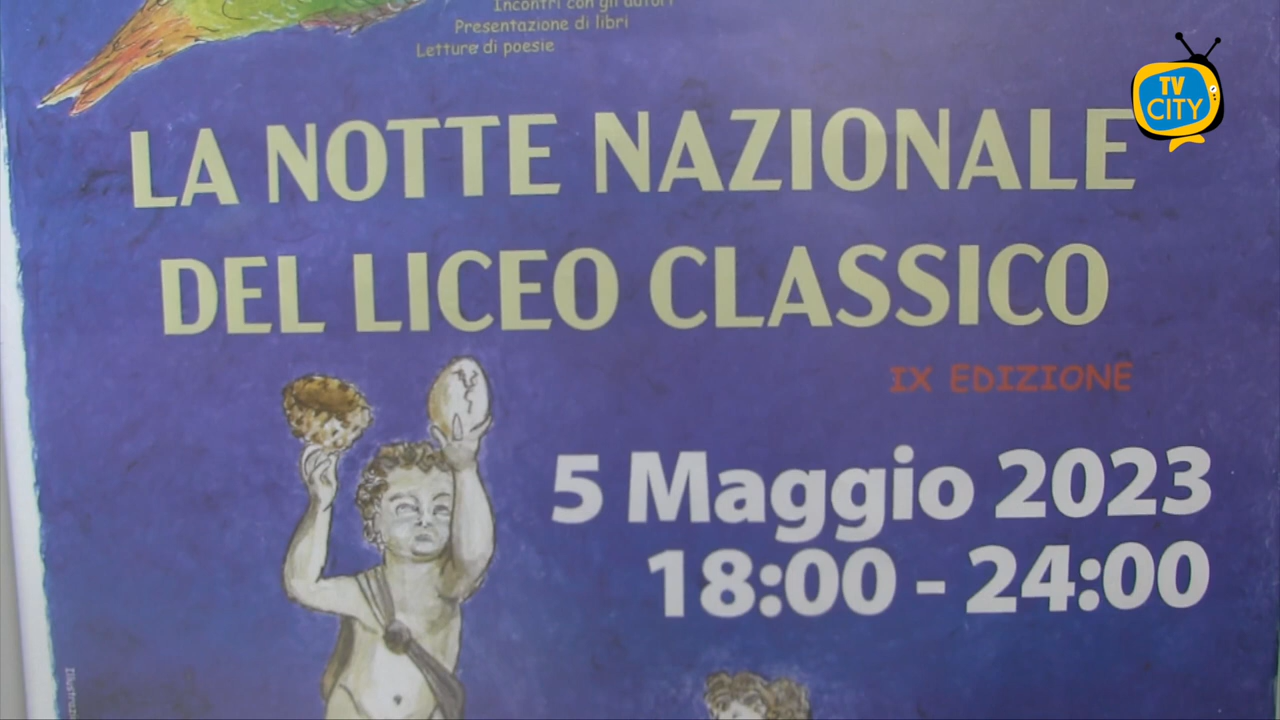 Incontri con gli autori
Presentazione di libri
Letture di poesie
TV
CITY
LA NOTTE NAZIONALE
DEL LICEO CLASSICO
IX EDIZIONE
5 Maggio 2023
18:00 - 24:00